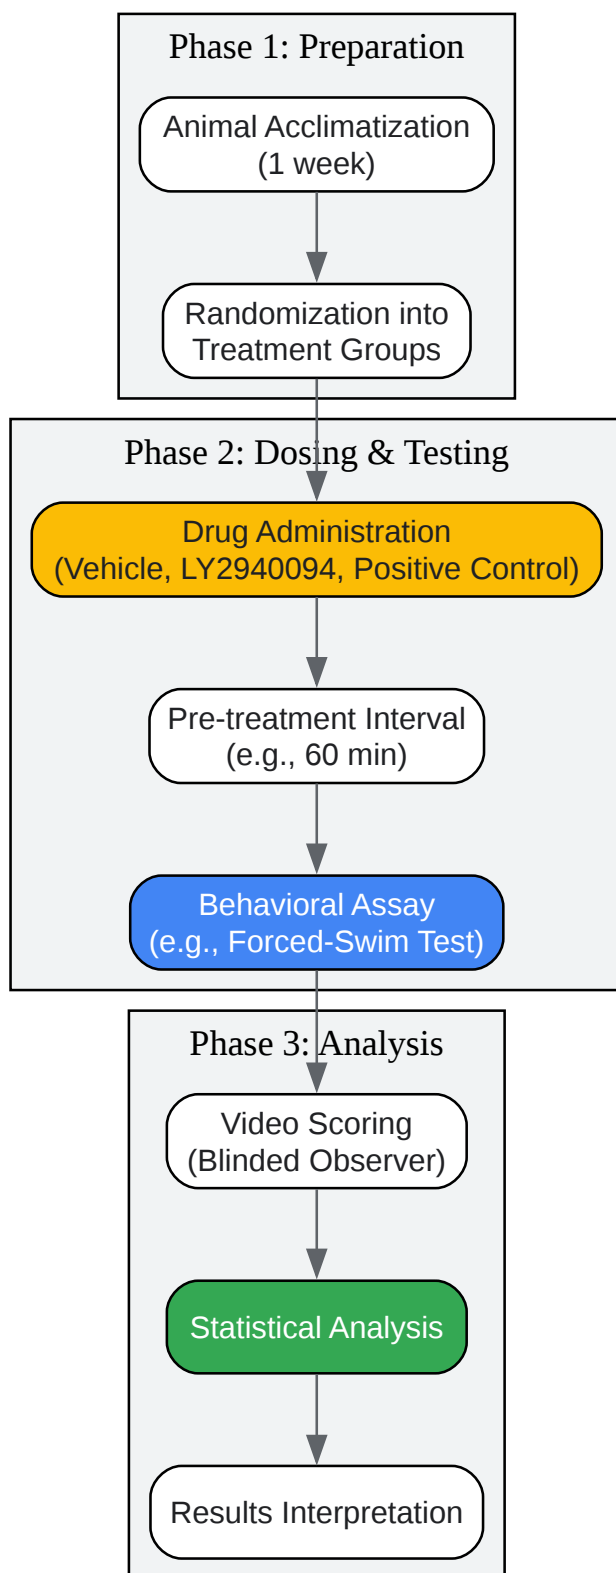 Phase 1: Preparation
Animal Acclimatization
(1 week)
Randomization into
Treatment Groups
Phase 2: Dosing & Testing
Drug Administration
(Vehicle, LY2940094, Positive Control)
Pre-treatment Interval
(e.g., 60 min)
Behavioral Assay
(e.g., Forced-Swim Test)
Phase 3: Analysis
Video Scoring
(Blinded Observer)
Statistical Analysis
Results Interpretation